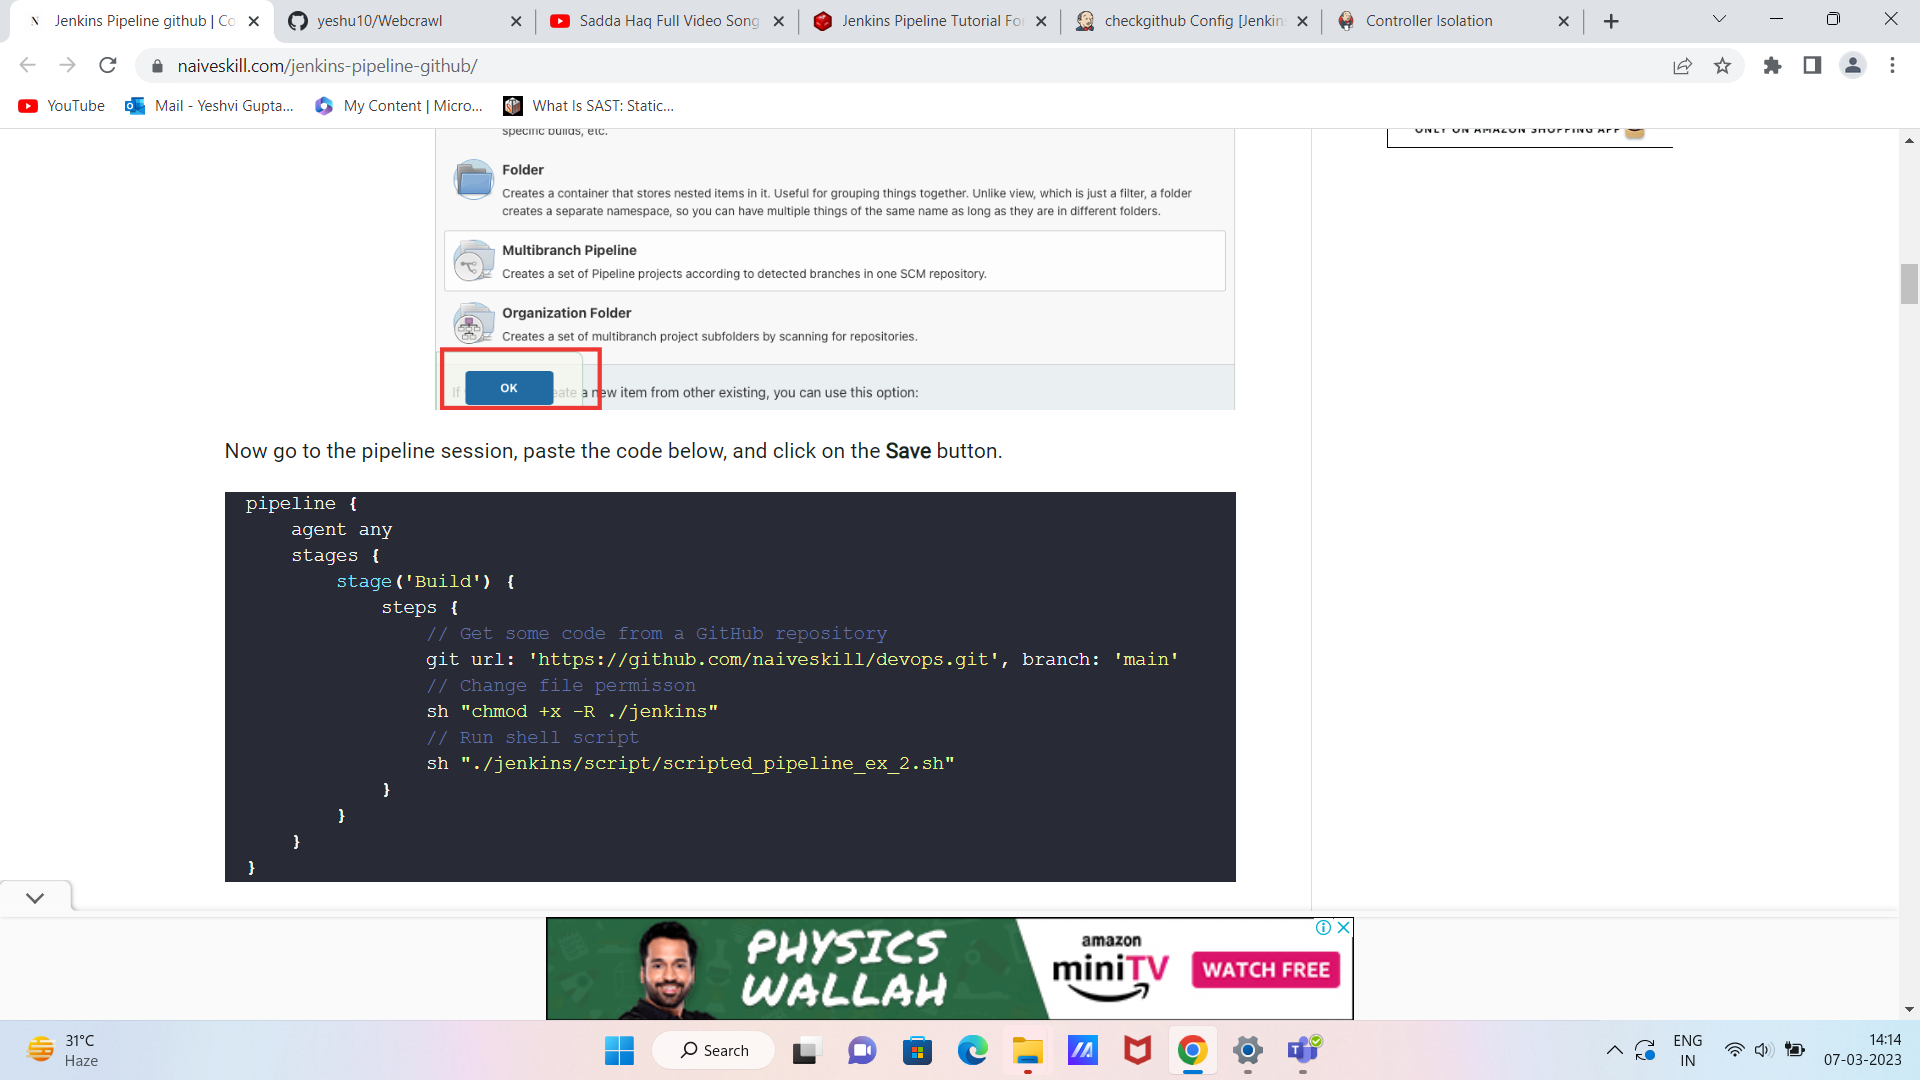 Jenkins Pipeline github | Co
yeshu10/Webcrawl
Sadda Haq Full Video Song
Jenkins Pipeline Tutorial Fo
checkgithub Config [Jenkin
Controller Isolation
naiveskill.com/jenkins-pipeline-github/
YouTube
Mail - Yeshvi Gupta...
My Content | Micro...
What Is SAST: Static...
specific builds, etc.
ONLY ON AMAZON SHOPPING APP
Folder
Creates a container that stores nested items in it. Useful for grouping things together. Unlike view, which is just a filter, a folder
creates a separate namespace, so you can have multiple things of the same name as long as they are in different folders.
Multibranch Pipeline
Creates a set of Pipeline projects according to detected branches in one SCM repository.
Organization Folder
Creates a set of multibranch project subfolders by scanning for repositories.
OK
If eate a new item from other existing, you can use this option:
Now go to the pipeline session, paste the code below, and click on the Save button.
pipeline {
    agent any
    stages {
        stage('Build') {
            steps {
                // Get some code from a GitHub repository
                git url: 'https://github.com/naiveskill/devops.git', branch: 'main'
                // Change file permisson
                sh "chmod +x -R ./jenkins"
                // Run shell script
                sh "./jenkins/script/scripted_pipeline_ex_2.sh"
            }
        }
    }
}
PHYSICS
WALLAH
amazon
miniTV
WATCH FREE
31°C
Haze
Search
ENG
IN
14:14
07-03-2023